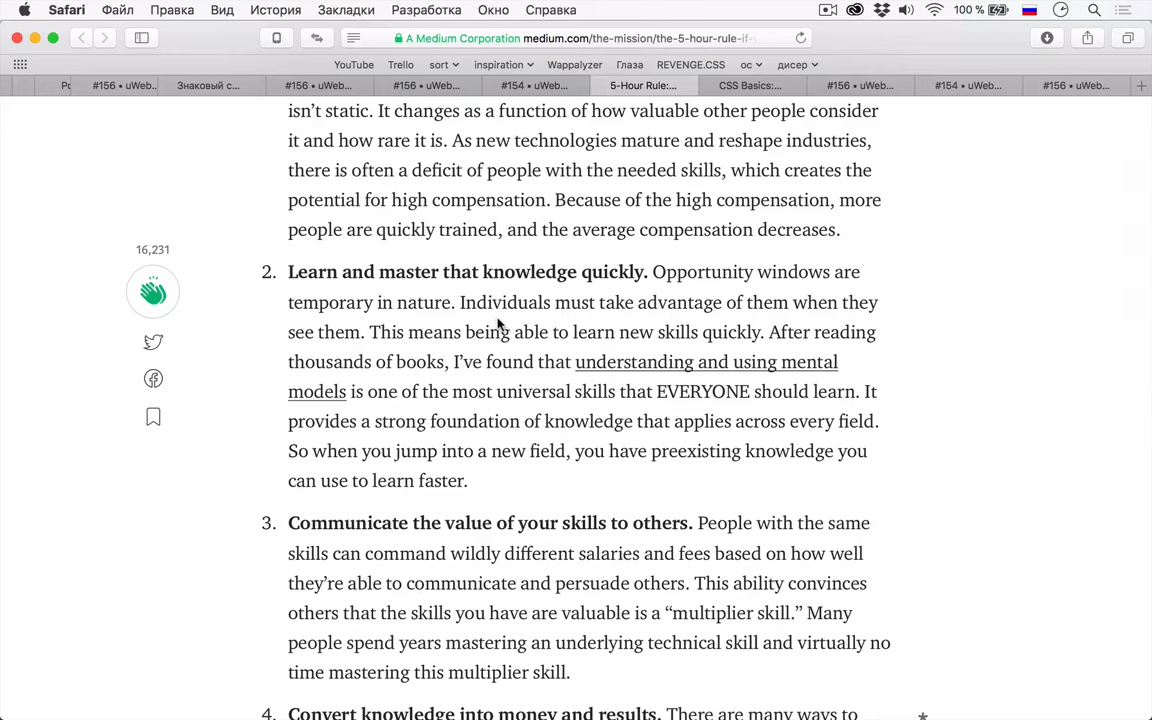 Safari Файл Правка Вид История Закладки Разработка Окно Справка 100 %
A Medium Corporation medium.com/the-mission/the-5-hour-rule-if-
YouTube Trello sort inspiration Wappalyzer Глаза REVENGE.CSS ос дисер
Рс #156 • uWeb... Знаковый с... #156 • uWeb... #156 • uWeb... #154 • uWeb... 5-Hour Rule:... CSS Basics:... #156 • uWeb... #154 • uWeb... #156 • uWeb...
isn’t static. It changes as a function of how valuable other people consider
it and how rare it is. As new technologies mature and reshape industries,
there is often a deficit of people with the needed skills, which creates the
potential for high compensation. Because of the high compensation, more
people are quickly trained, and the average compensation decreases.
16,231
2. Learn and master that knowledge quickly. Opportunity windows are
temporary in nature. Individuals must take advantage of them when they
see them. This means being able to learn new skills quickly. After reading
thousands of books, I’ve found that understanding and using mental
models is one of the most universal skills that EVERYONE should learn. It
provides a strong foundation of knowledge that applies across every field.
So when you jump into a new field, you have preexisting knowledge you
can use to learn faster.
3. Communicate the value of your skills to others. People with the same
skills can command wildly different salaries and fees based on how well
they’re able to communicate and persuade others. This ability convinces
others that the skills you have are valuable is a “multiplier skill.” Many
people spend years mastering an underlying technical skill and virtually no
time mastering this multiplier skill.
4. Convert knowledge into money and results. There are many ways to